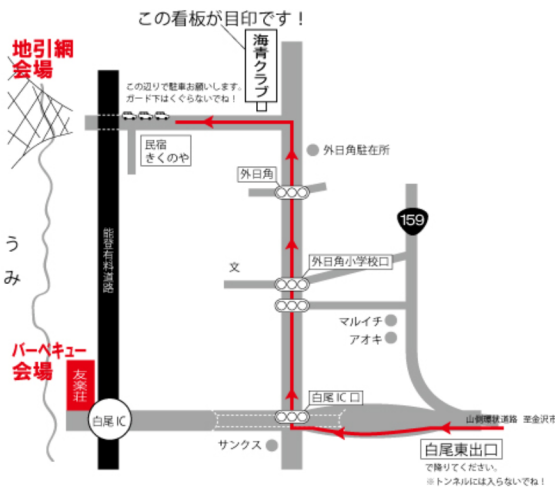 この看板が目印です！
海青クラブ
地引網
会場
この辺りで駐車お願いします。
ガード下はくぐらないでね！
民宿
きくのや
外日角駐在所
外日角
159
能登有料道路
うみ
文
外日角小学校口
マルイチ
アオキ
バーベキュー
会場
友楽荘
白尾IC
白尾IC口
サンクス
山側環状道路 至金沢市
白尾東出口
で降りてください。
※トンネルには入らないでね！